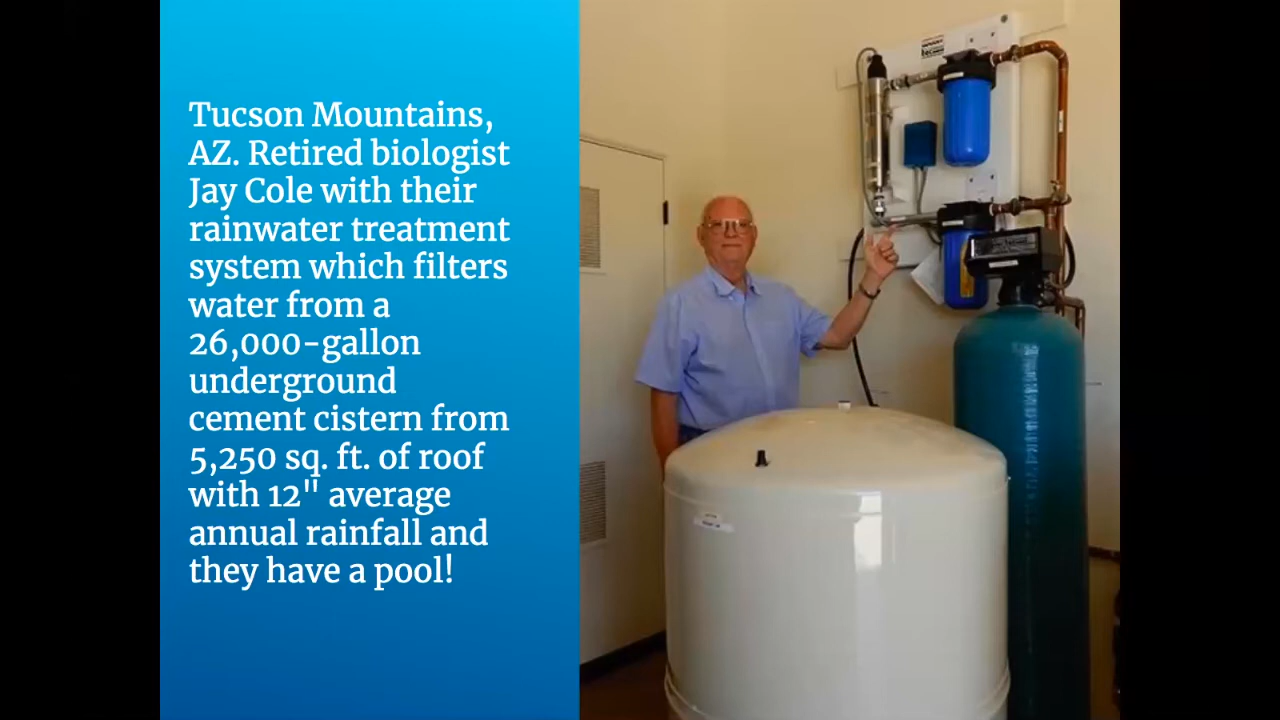 Tucson Mountains,
AZ. Retired biologist
Jay Cole with their
rainwater treatment
system which filters
water from a
26,000-gallon
underground
cement cistern from
5,250 sq. ft. of roof
with 12" average
annual rainfall and
they have a pool!